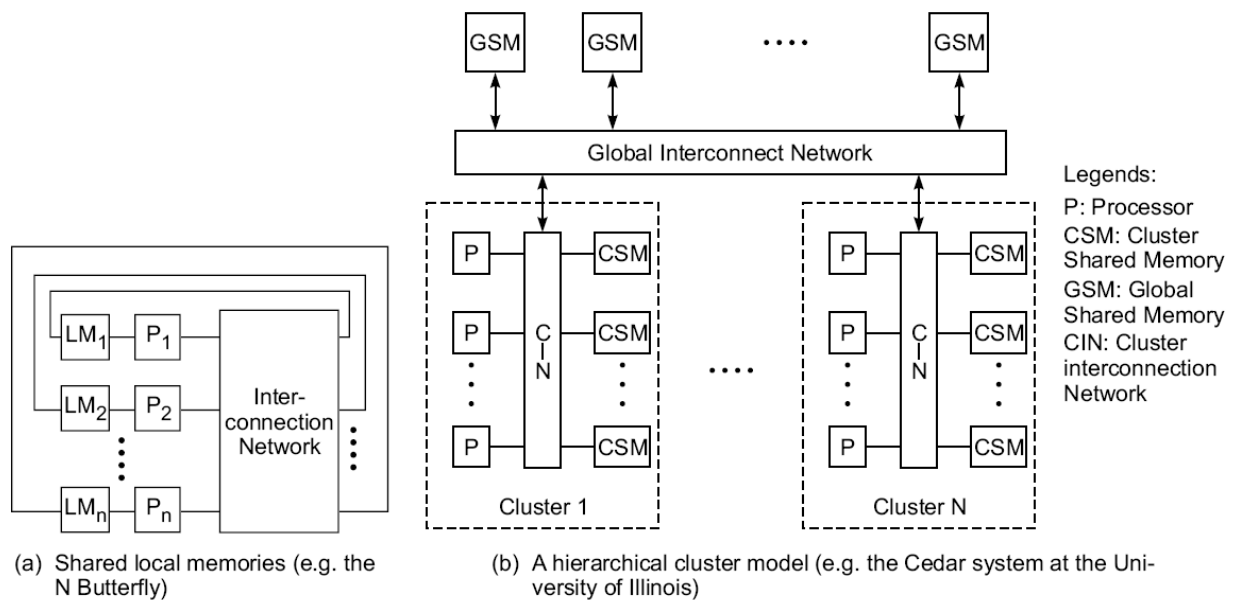 GSM GSM •••• GSM
Global Interconnect Network
Legends:
P: Processor
CSM: Cluster
Shared Memory
GSM: Global
Shared Memory
CIN: Cluster
interconnection
Network
LM1 P1
LM2 P2
LMn Pn
Inter-
connection
Network
P CSM
P CSM
P CSM
C
I
N
Cluster 1
••••
P CSM
P CSM
P CSM
C
I
N
Cluster N
(a) Shared local memories (e.g. the
N Butterfly)
(b) A hierarchical cluster model (e.g. the Cedar system at the Uni-
versity of Illinois)